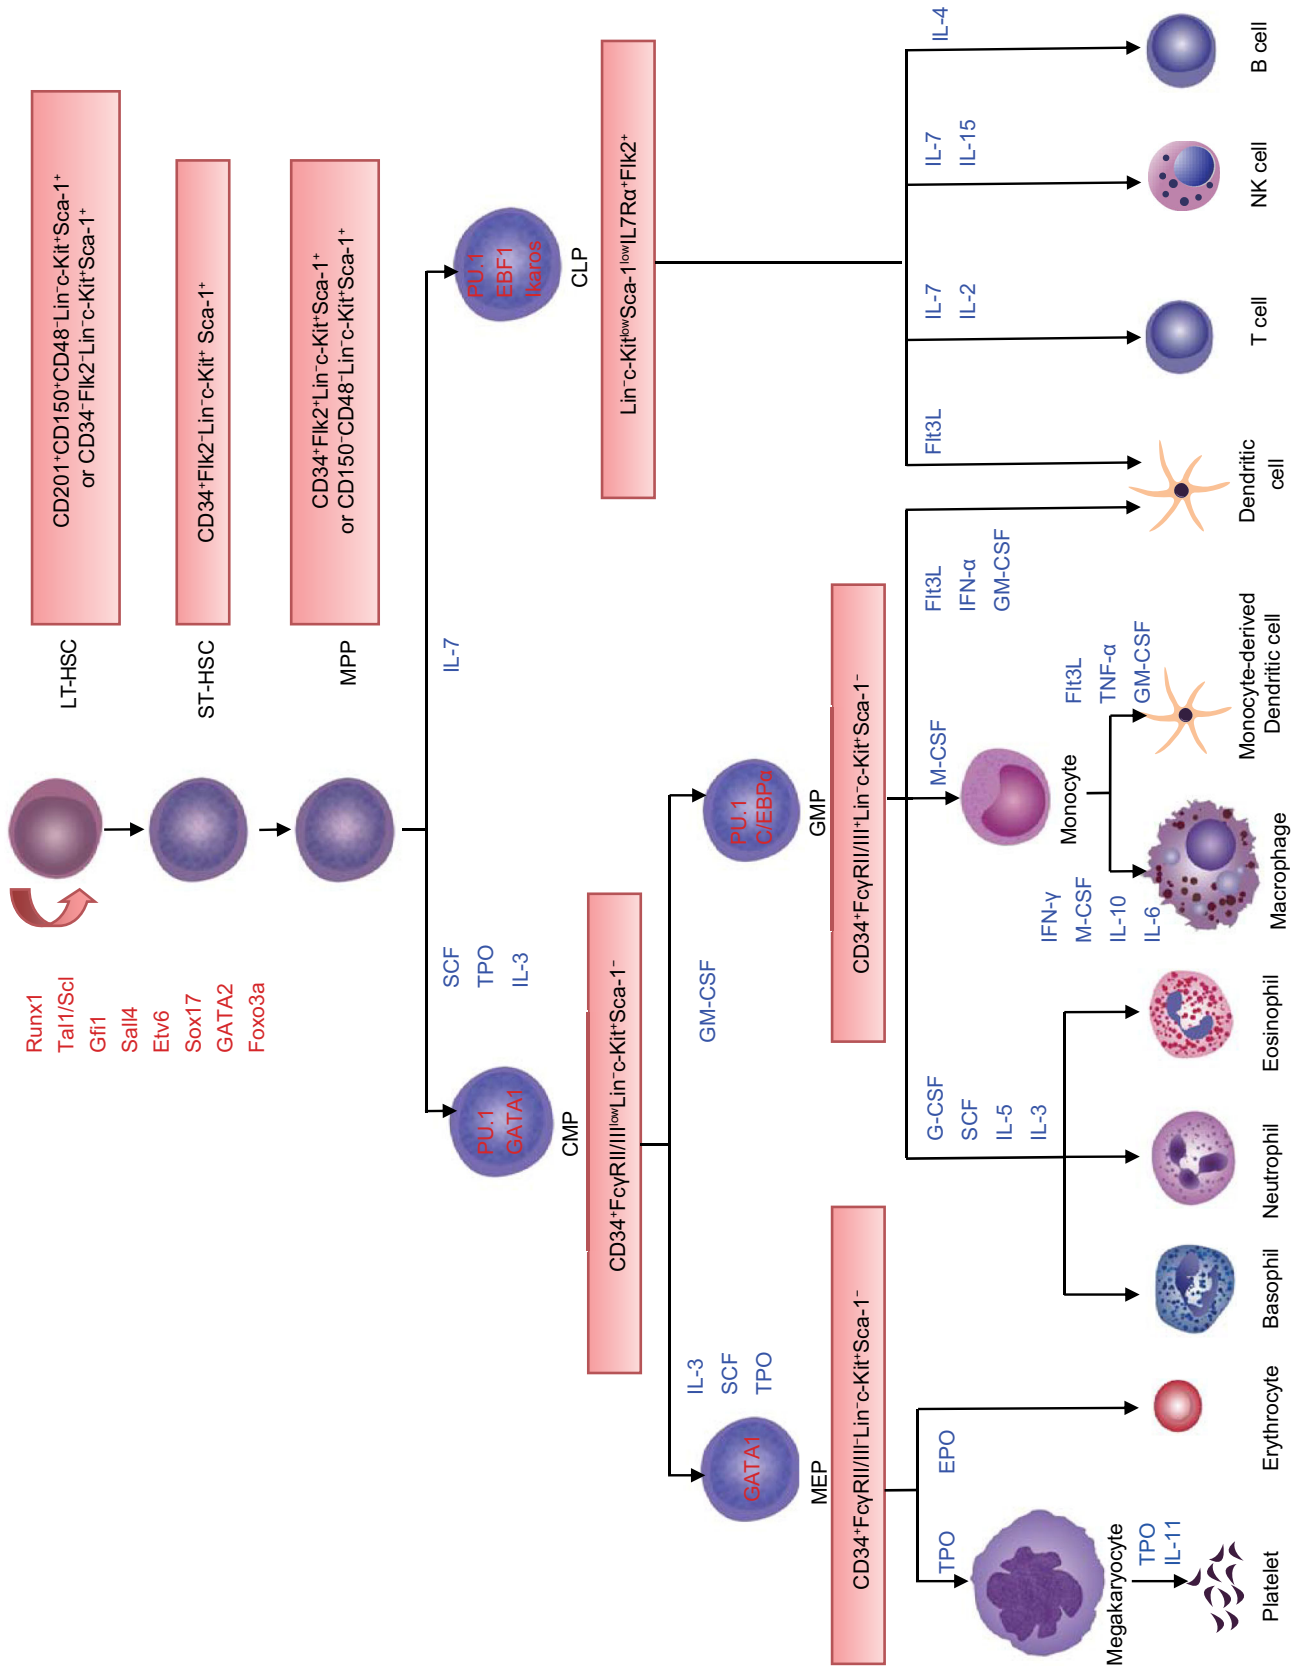 Runx1
Tal1/Scl
Gfi1
Sall4
Etv6
Sox17
GATA2
Foxo3a
LT-HSC
CD201⁺CD150⁺CD48⁻Lin⁻c-Kit⁺Sca-1⁺
or CD34⁻Flk2⁻Lin⁻c-Kit⁺Sca-1⁺
ST-HSC
CD34⁺Flk2⁻Lin⁻c-Kit⁺ Sca-1⁺
MPP
CD34⁺Flk2⁺Lin⁻c-Kit⁺Sca-1⁺
or CD150⁻CD48⁻Lin⁻c-Kit⁺Sca-1⁺
SCF
TPO
IL-3
IL-7
PU.1
GATA1
CMP
CD34⁺FcγRII/IIIˡᵒʷLin⁻c-Kit⁺Sca-1⁻
PU.1
EBF1
Ikaros
CLP
Lin⁻c-KitˡᵒʷSca-1ˡᵒʷIL7Rα⁺Flk2⁺
IL-3
SCF
TPO
GM-CSF
GATA1
MEP
CD34⁺FcγRII/III⁻Lin⁻c-Kit⁺Sca-1⁻
PU.1
C/EBPα
GMP
CD34⁺FcγRII/III⁺Lin⁻c-Kit⁺Sca-1⁻
TPO
EPO
G-CSF
SCF
IL-5
IL-3
M-CSF
Flt3L
IFN-α
GM-CSF
Flt3L
IL-7
IL-2
IL-7
IL-15
IL-4
Megakaryocyte
TPO
IL-11
Monocyte
IFN-γ
M-CSF
IL-10
IL-6
Flt3L
TNF-α
GM-CSF
Platelet
Erythrocyte
Basophil
Neutrophil
Eosinophil
Macrophage
Monocyte-derived
Dendritic cell
Dendritic
cell
T cell
NK cell
B cell